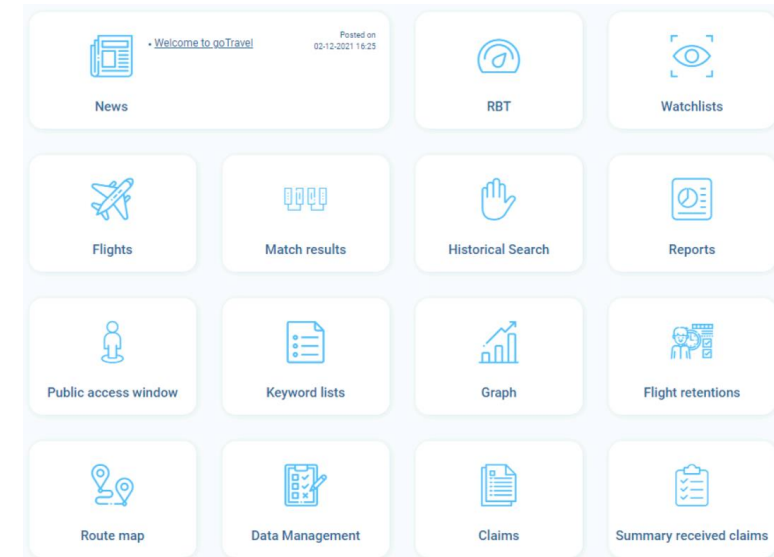 • Welcome to goTravel
Posted on
02-12-2021 16:25
News
RBT
Watchlists
Flights
Match results
Historical Search
Reports
Public access window
Keyword lists
Graph
Flight retentions
Route map
Data Management
Claims
Summary received claims